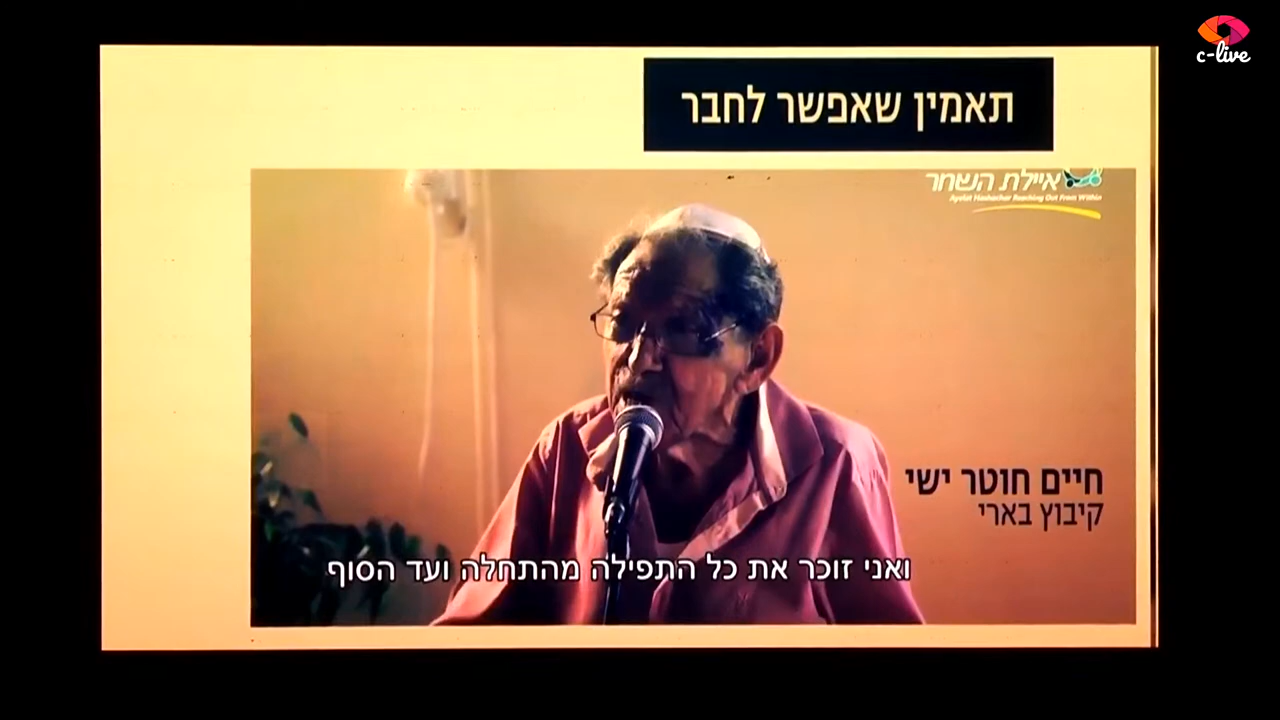 c-live
תאמין שאפשר לחבר
איילת השחר
Ayelet Hashachar Reaching Out From Within
חיים חוטר ישי
קיבוץ בארי
ואני זוכר את כל התפילה מהתחלה ועד הסוף